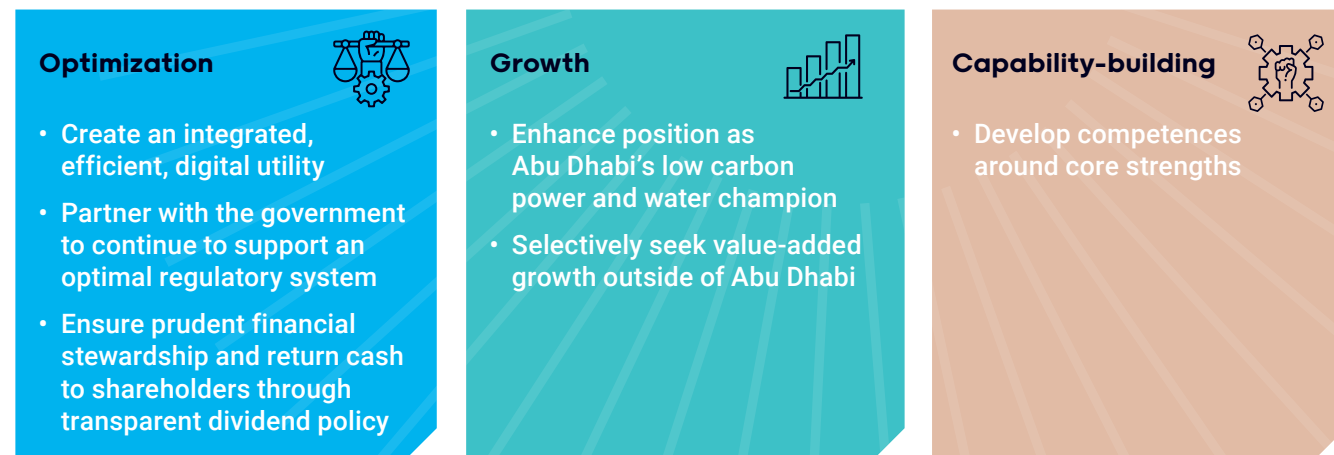 Optimization
• Create an integrated,
efficient, digital utility
• Partner with the government
to continue to support an
optimal regulatory system
• Ensure prudent financial
stewardship and return cash
to shareholders through
transparent dividend policy
Growth
• Enhance position as
Abu Dhabi’s low carbon
power and water champion
• Selectively seek value-added
growth outside of Abu Dhabi
Capability-building
• Develop competences
around core strengths